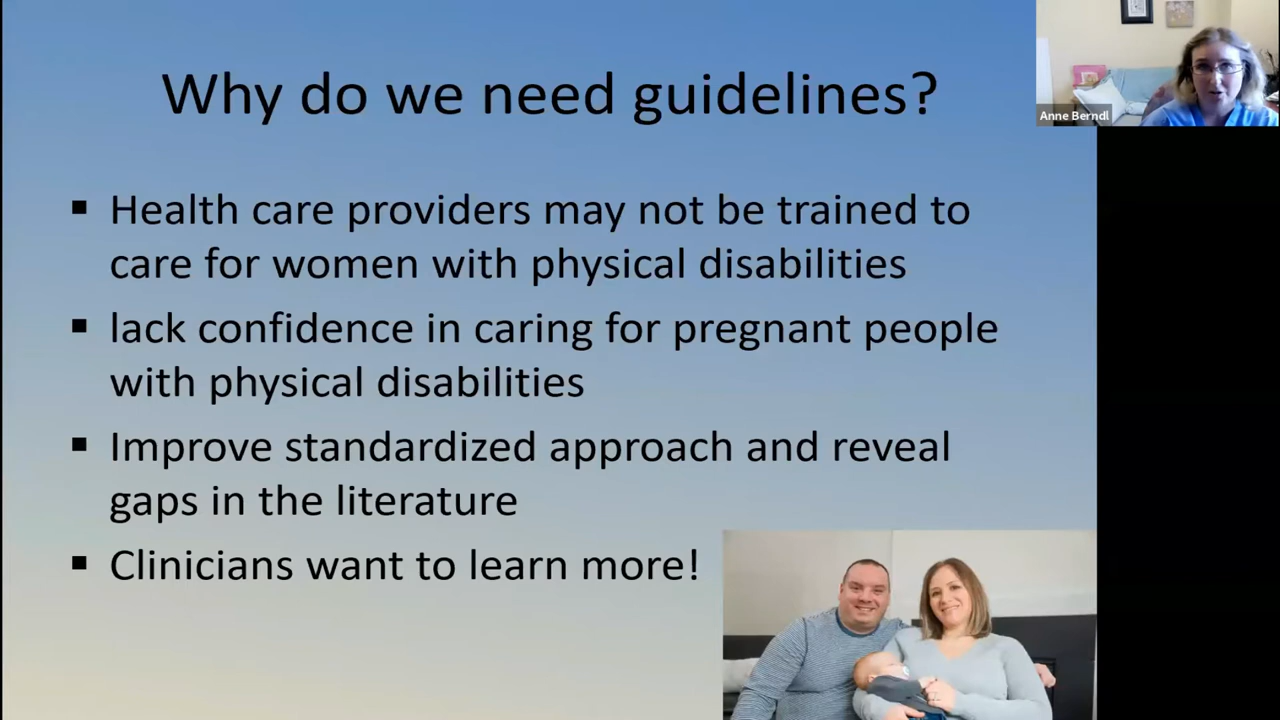 Why do we need guidelines?
Anne Berndl
▪ Health care providers may not be trained to
care for women with physical disabilities
▪ lack confidence in caring for pregnant people
with physical disabilities
▪ Improve standardized approach and reveal
gaps in the literature
▪ Clinicians want to learn more!